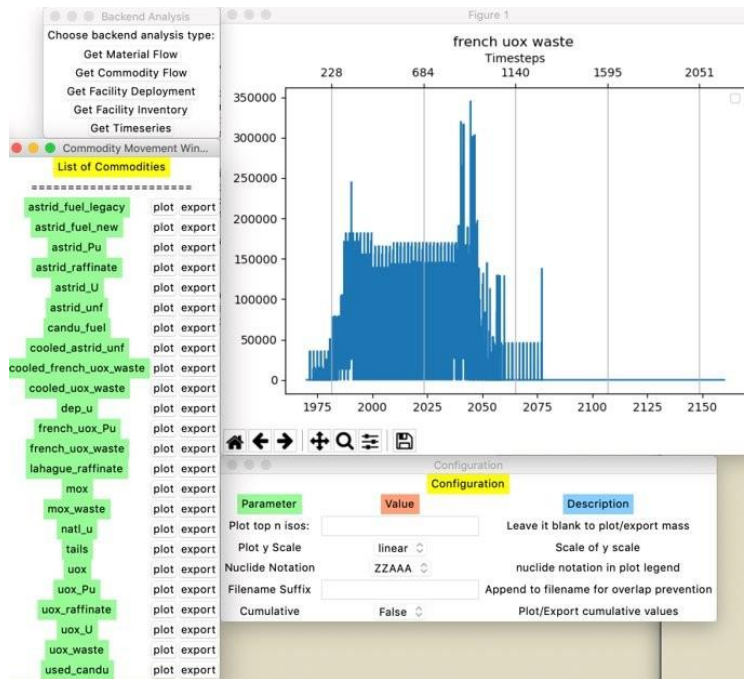 Backend Analysis
Choose backend analysis type:
Get Material Flow
Get Commodity Flow
Get Facility Deployment
Get Facility Inventory
Get Timeseries
Commodity Movement Win...
List of Commodities
=======================
astrid_fuel_legacy plot export
astrid_fuel_new plot export
astrid_Pu plot export
astrid_raffinate plot export
astrid_U plot export
astrid_unf plot export
candu_fuel plot export
cooled_astrid_unf plot export
cooled_french_uox_waste plot export
cooled_uox_waste plot export
dep_u plot export
french_uox_Pu plot export
french_uox_waste plot export
lahague_raffinate plot export
mox plot export
mox_waste plot export
natl_u plot export
tails plot export
uox plot export
uox_Pu plot export
uox_raffinate plot export
uox_U plot export
uox_waste plot export
used_candu plot export
Figure 1
french uox waste
Timesteps
228 684 1140 1595 2051
350000
300000
250000
200000
150000
100000
50000
0
1975 2000 2025 2050 2075 2100 2125 2150
Configuration
Configuration
Parameter Value Description
Plot top n isos: Leave it blank to plot/export mass
Plot y Scale linear Scale of y scale
Nuclide Notation ZZAAA nuclide notation in plot legend
Filename Suffix Append to filename for overlap prevention
Cumulative False Plot/Export cumulative values